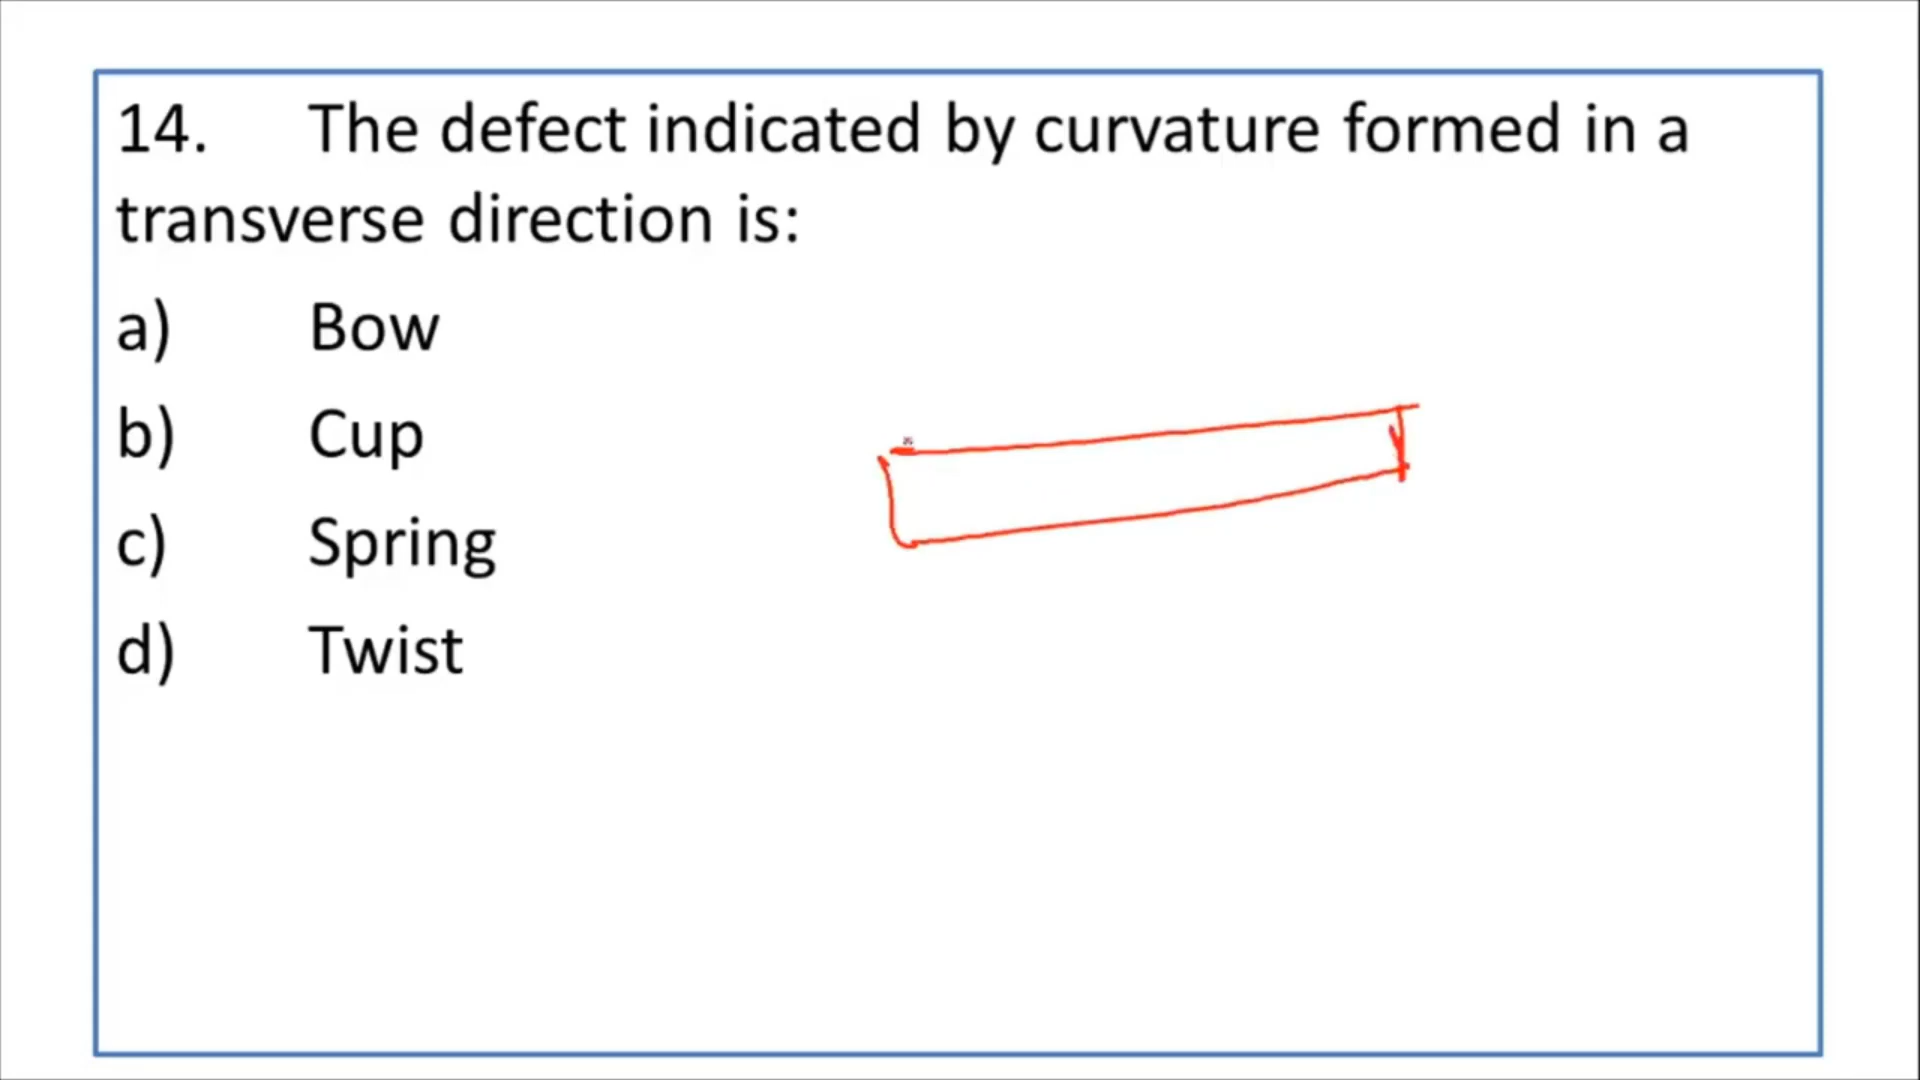 14. The defect indicated by curvature formed in a
transverse direction is:
a) Bow
b) Cup
c) Spring
d) Twist